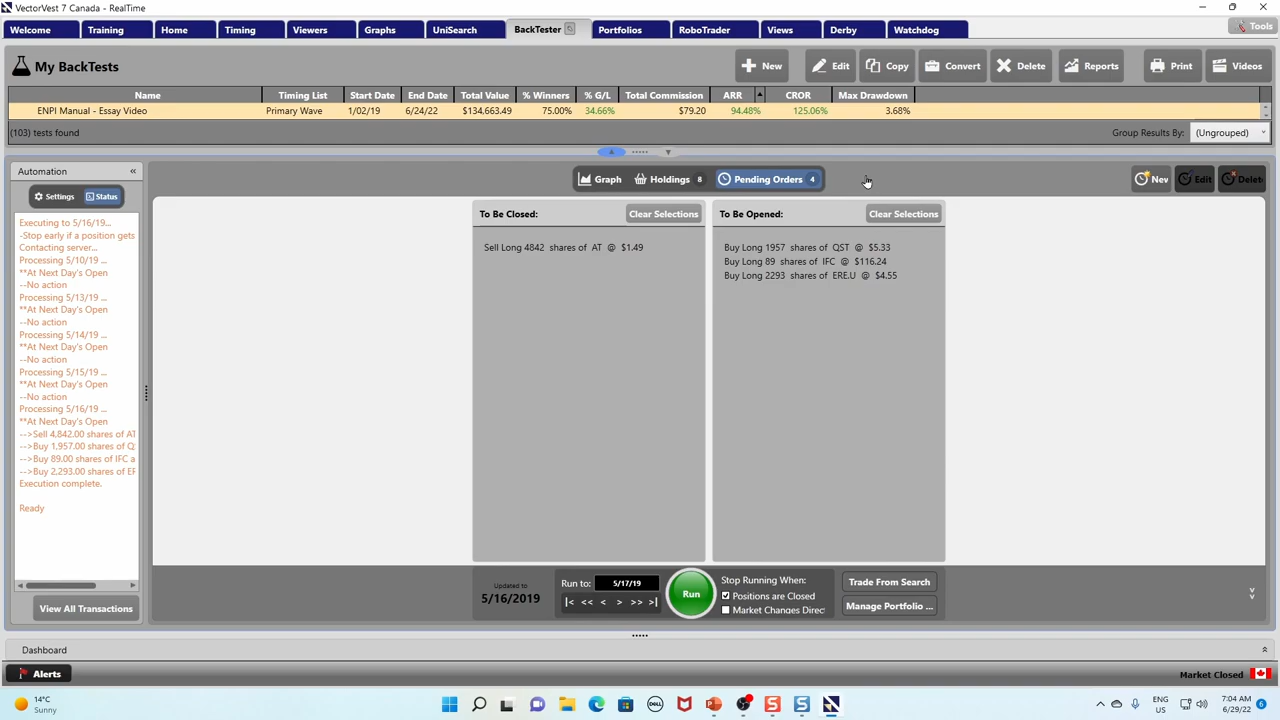 VectorVest 7 Canada - RealTime
Welcome Training Home Timing Viewers Graphs UniSearch BackTester Portfolios RoboTrader Views Derby Watchdog Tools
My BackTests New Edit Copy Convert Delete Reports Print Videos
Name Timing List Start Date End Date Total Value % Winners % G/L Total Commission ARR CROR Max Drawdown
ENPI Manual - Essay Video Primary Wave 1/02/19 6/24/22 $134,663.49 75.00% 34.66% $79.20 94.48% 125.06% 3.68%
(103) tests found Group Results By: (Ungrouped)
Automation «
Settings Status
Executing to 5/16/19...
-Stop early if a position gets
Contacting server...
Processing 5/10/19 ...
**At Next Day's Open
--No action
Processing 5/13/19 ...
**At Next Day's Open
--No action
Processing 5/14/19 ...
**At Next Day's Open
--No action
Processing 5/15/19 ...
**At Next Day's Open
--No action
Processing 5/16/19 ...
**At Next Day's Open
-->Sell 4,842.00 shares of AT
-->Buy 1,957.00 shares of Q
-->Buy 89.00 shares of IFC a
-->Buy 2,293.00 shares of EF
Execution complete.
Ready
View All Transactions
Graph Holdings 8 Pending Orders 4
New Edit Delet
To Be Closed: Clear Selections
Sell Long 4842 shares of AT @ $1.49
To Be Opened: Clear Selections
Buy Long 1957 shares of QST @ $5.33
Buy Long 89 shares of IFC @ $116.24
Buy Long 2293 shares of ERE.U @ $4.55
Updated to
5/16/2019
Run to: 5/17/19
|< << < > >> >|
Run
Stop Running When:
Positions are Closed
Market Changes Direc
Trade From Search
Manage Portfolio ...
Dashboard
Alerts
Market Closed
14°C
Sunny
DELL
ENG
US
7:04 AM
6/29/22